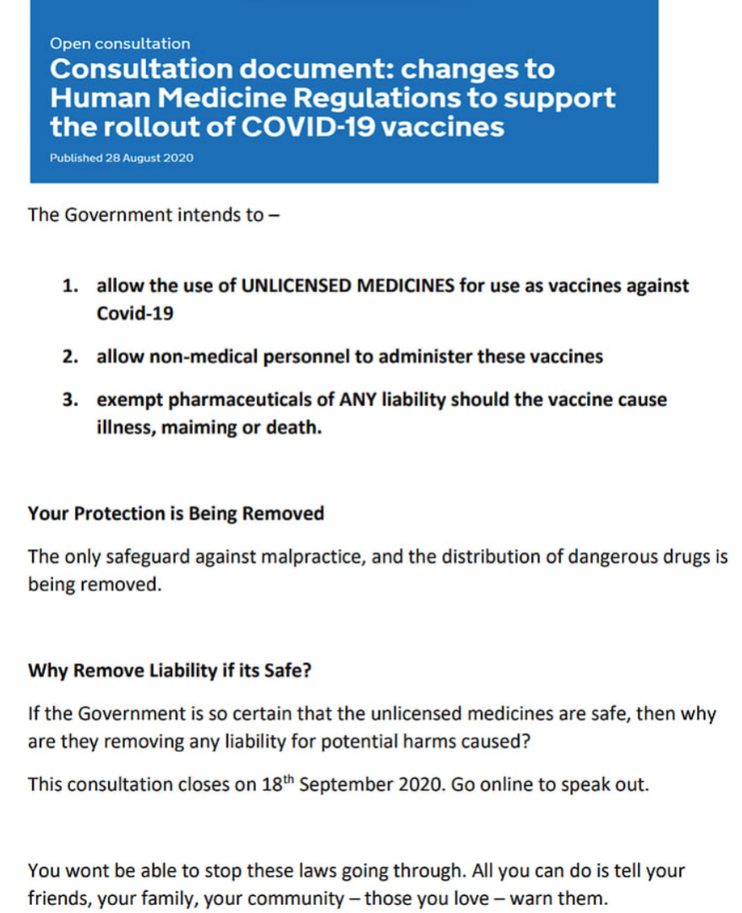 Open consultation
Consultation document: changes to
Human Medicine Regulations to support
the rollout of COVID-19 vaccines
Published 28 August 2020
The Government intends to –
1. allow the use of UNLICENSED MEDICINES for use as vaccines against
Covid-19
2. allow non-medical personnel to administer these vaccines
3. exempt pharmaceuticals of ANY liability should the vaccine cause
illness, maiming or death.
Your Protection is Being Removed
The only safeguard against malpractice, and the distribution of dangerous drugs is
being removed.
Why Remove Liability if its Safe?
If the Government is so certain that the unlicensed medicines are safe, then why
are they removing any liability for potential harms caused?
This consultation closes on 18th September 2020. Go online to speak out.
You wont be able to stop these laws going through. All you can do is tell your
friends, your family, your community – those you love – warn them.